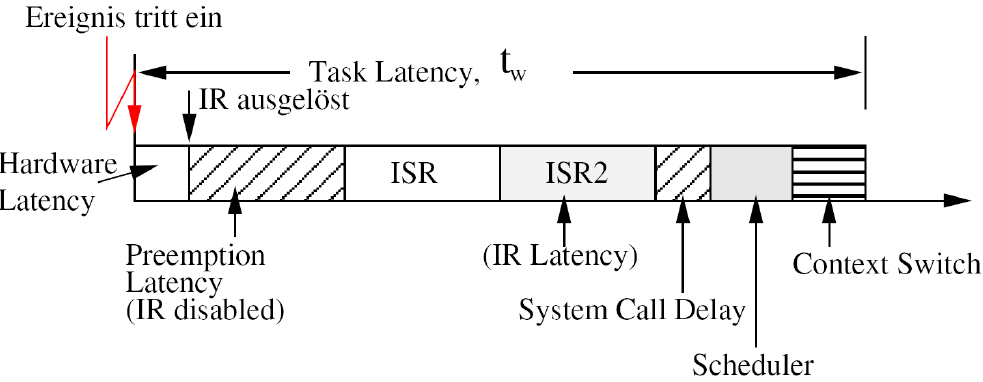 Ereignis tritt ein
Task Latency, tw
IR ausgelöst
Hardware
Latency
ISR
ISR2
Preemption
Latency
(IR disabled)
(IR Latency)
System Call Delay
Scheduler
Context Switch